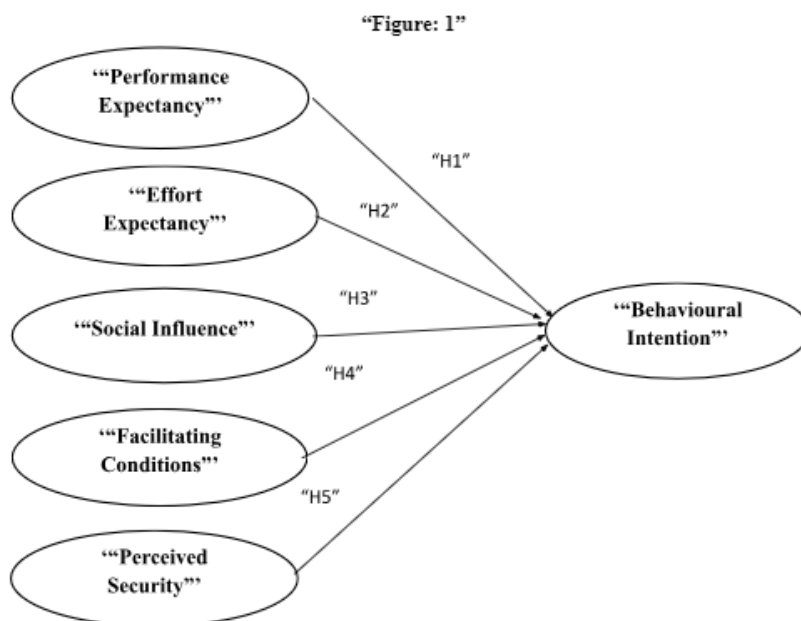 “Figure: 1”
‘“Performance
Expectancy”’
“H1”
‘“Effort
Expectancy”’
“H2”
‘“Social Influence”’
“H3”
‘“Behavioural
Intention”’
“H4”
‘“Facilitating
Conditions”’
“H5”
‘“Perceived
Security”’